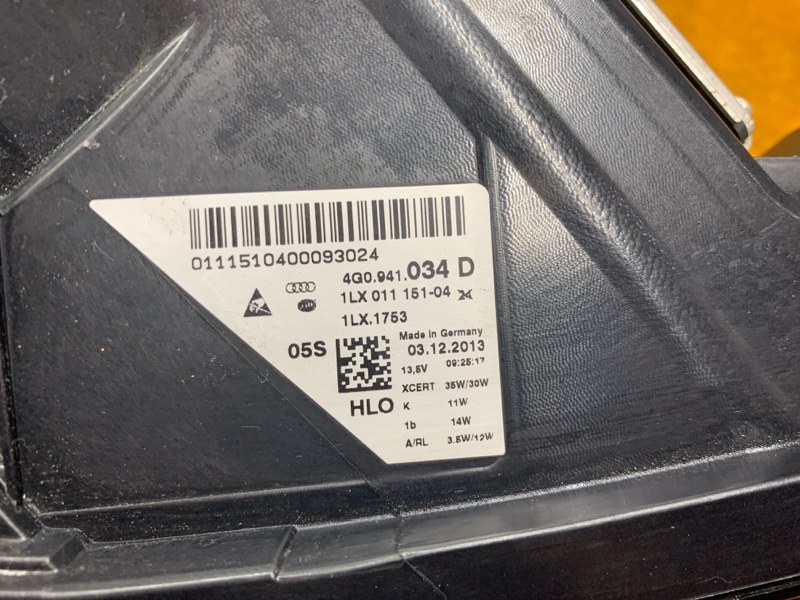 0111510400093024
4G0.941.034 D
1LX 011 151-04
1LX.1753
Made in Germany
05S 03.12.2013
13,5V 09:25:17
XCERT 35W/30W
HLO K 11W
1b 14W
A/RL 3.5W/12W